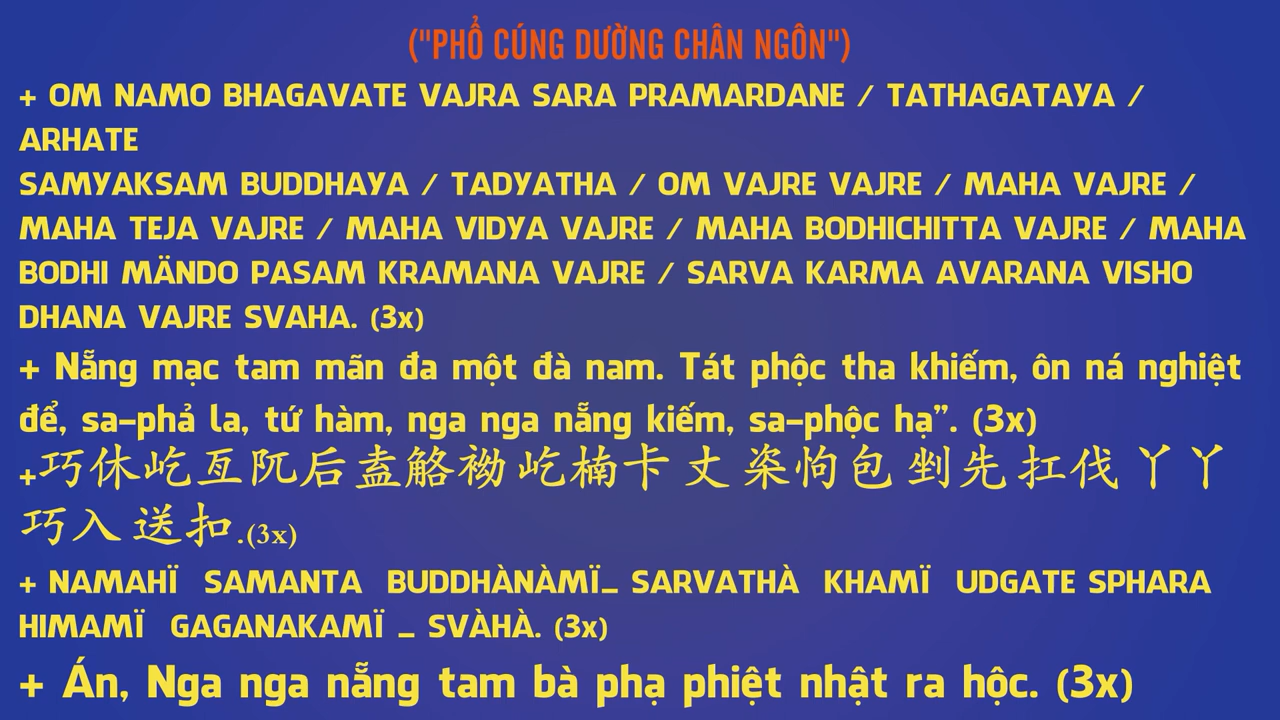 ("PHỔ CÚNG DƯỜNG CHÂN NGÔN")
+ OM NAMO BHAGAVATE VAJRA SARA PRAMARDANE / TATHAGATAYA /
ARHATE
SAMYAKSAM BUDDHAYA / TADYATHA / OM VAJRE VAJRE / MAHA VAJRE /
MAHA TEJA VAJRE / MAHA VIDYA VAJRE / MAHA BODHICHITTA VAJRE / MAHA
BODHI MÄNDO PASAM KRAMANA VAJRE / SARVA KARMA AVARANA VISHO
DHANA VAJRE SVAHA. (3x)
+ Nẵng mạc tam mãn đa một đà nam. Tát phộc tha khiếm, ôn ná nghiệt
để, sa-phả la, tứ hàm, nga nga nẵng kiếm, sa-phộc hạ”. (3x)
+巧休屹亙阢后盍觡袎屹楠卡丈楶怐包剉先扛伐丫丫
巧入送扣.(3x)
+ NAMAHÏ SAMANTA BUDDHÀNÀMÏ_ SARVATHÀ KHAMÏ UDGATE SPHARA
HIMAMÏ GAGANAKAMÏ _ SVÀHÀ. (3x)
+ Án, Nga nga nẵng tam bà phạ phiệt nhật ra hộc. (3x)